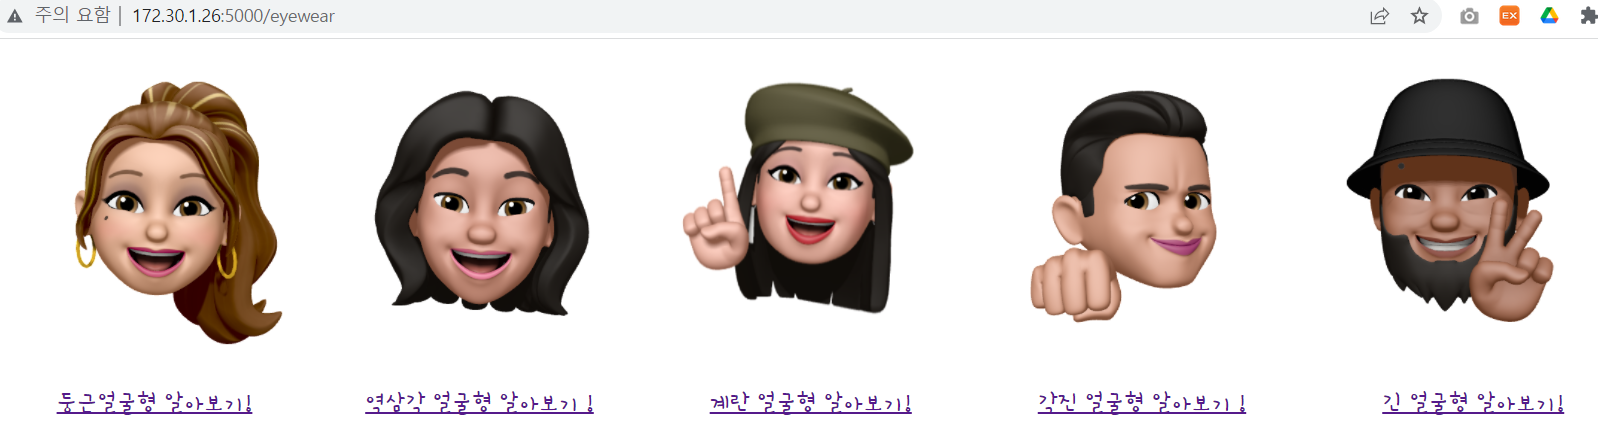 주의 요함 | 172.30.1.26:5000/eyewear
EX
둥근얼굴형 알아보기!
역삼각 얼굴형 알아보기!
계란 얼굴형 알아보기!
각진 얼굴형 알아보기!
긴 얼굴형 알아보기!